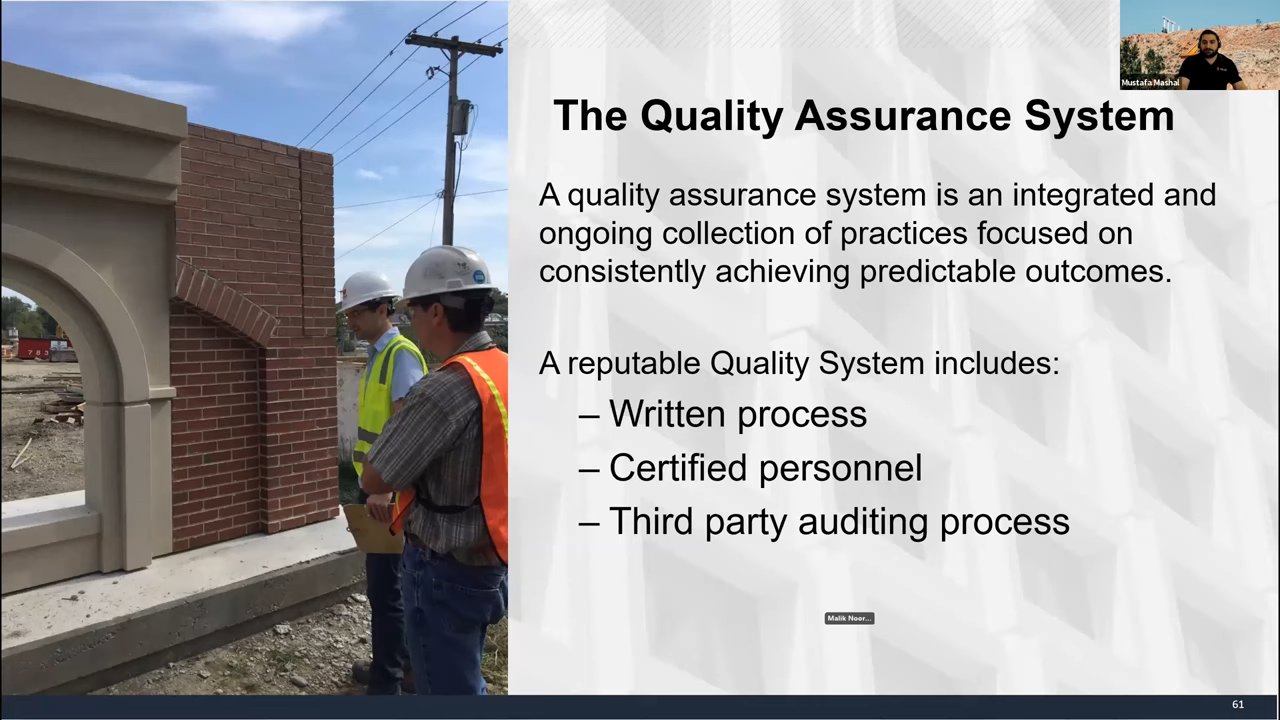 Mustafa Mashal
The Quality Assurance System
A quality assurance system is an integrated and
ongoing collection of practices focused on
consistently achieving predictable outcomes.
A reputable Quality System includes:
– Written process
– Certified personnel
– Third party auditing process
Malik Noor...
783
61